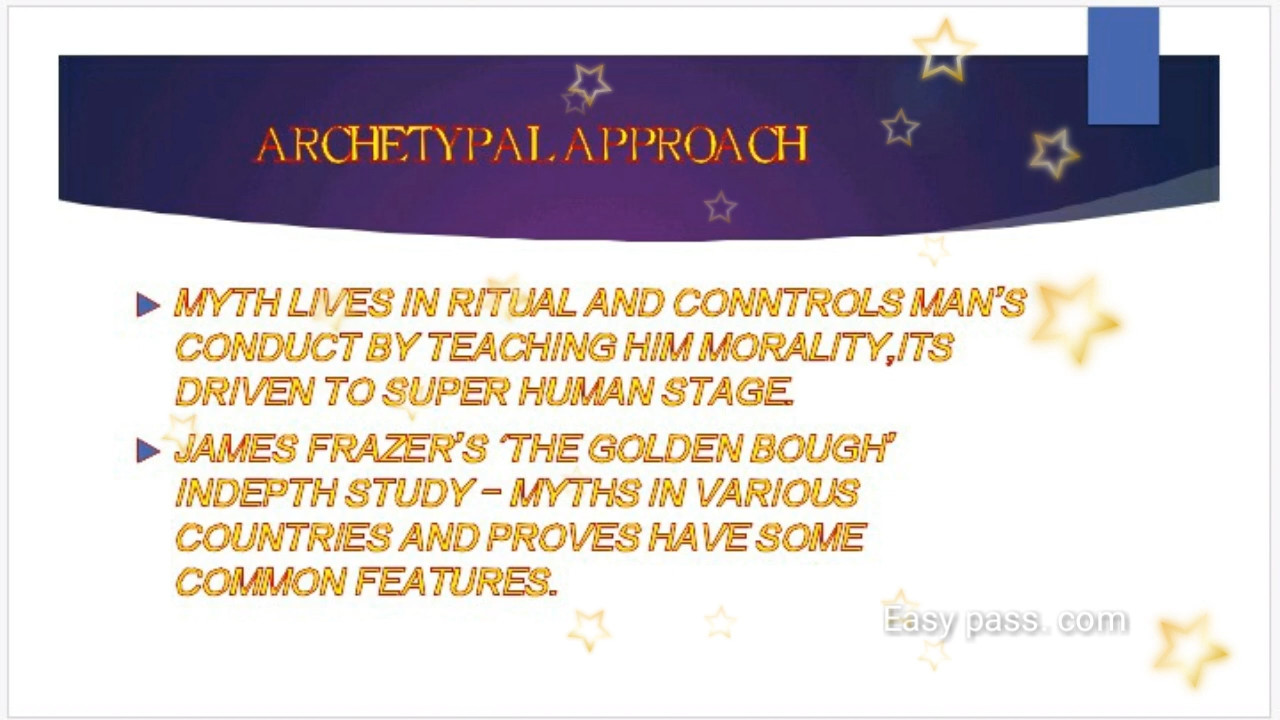 ARCHETYPAL APPROACH
MYTH LIVES IN RITUAL AND CONNTROLS MAN'S
CONDUCT BY TEACHING HIM MORALITY,ITS
DRIVEN TO SUPER HUMAN STAGE.
JAMES FRAZER'S 'THE GOLDEN BOUGH'
INDEPTH STUDY – MYTHS IN VARIOUS
COUNTRIES AND PROVES HAVE SOME
COMMON FEATURES.
Easy pass. com